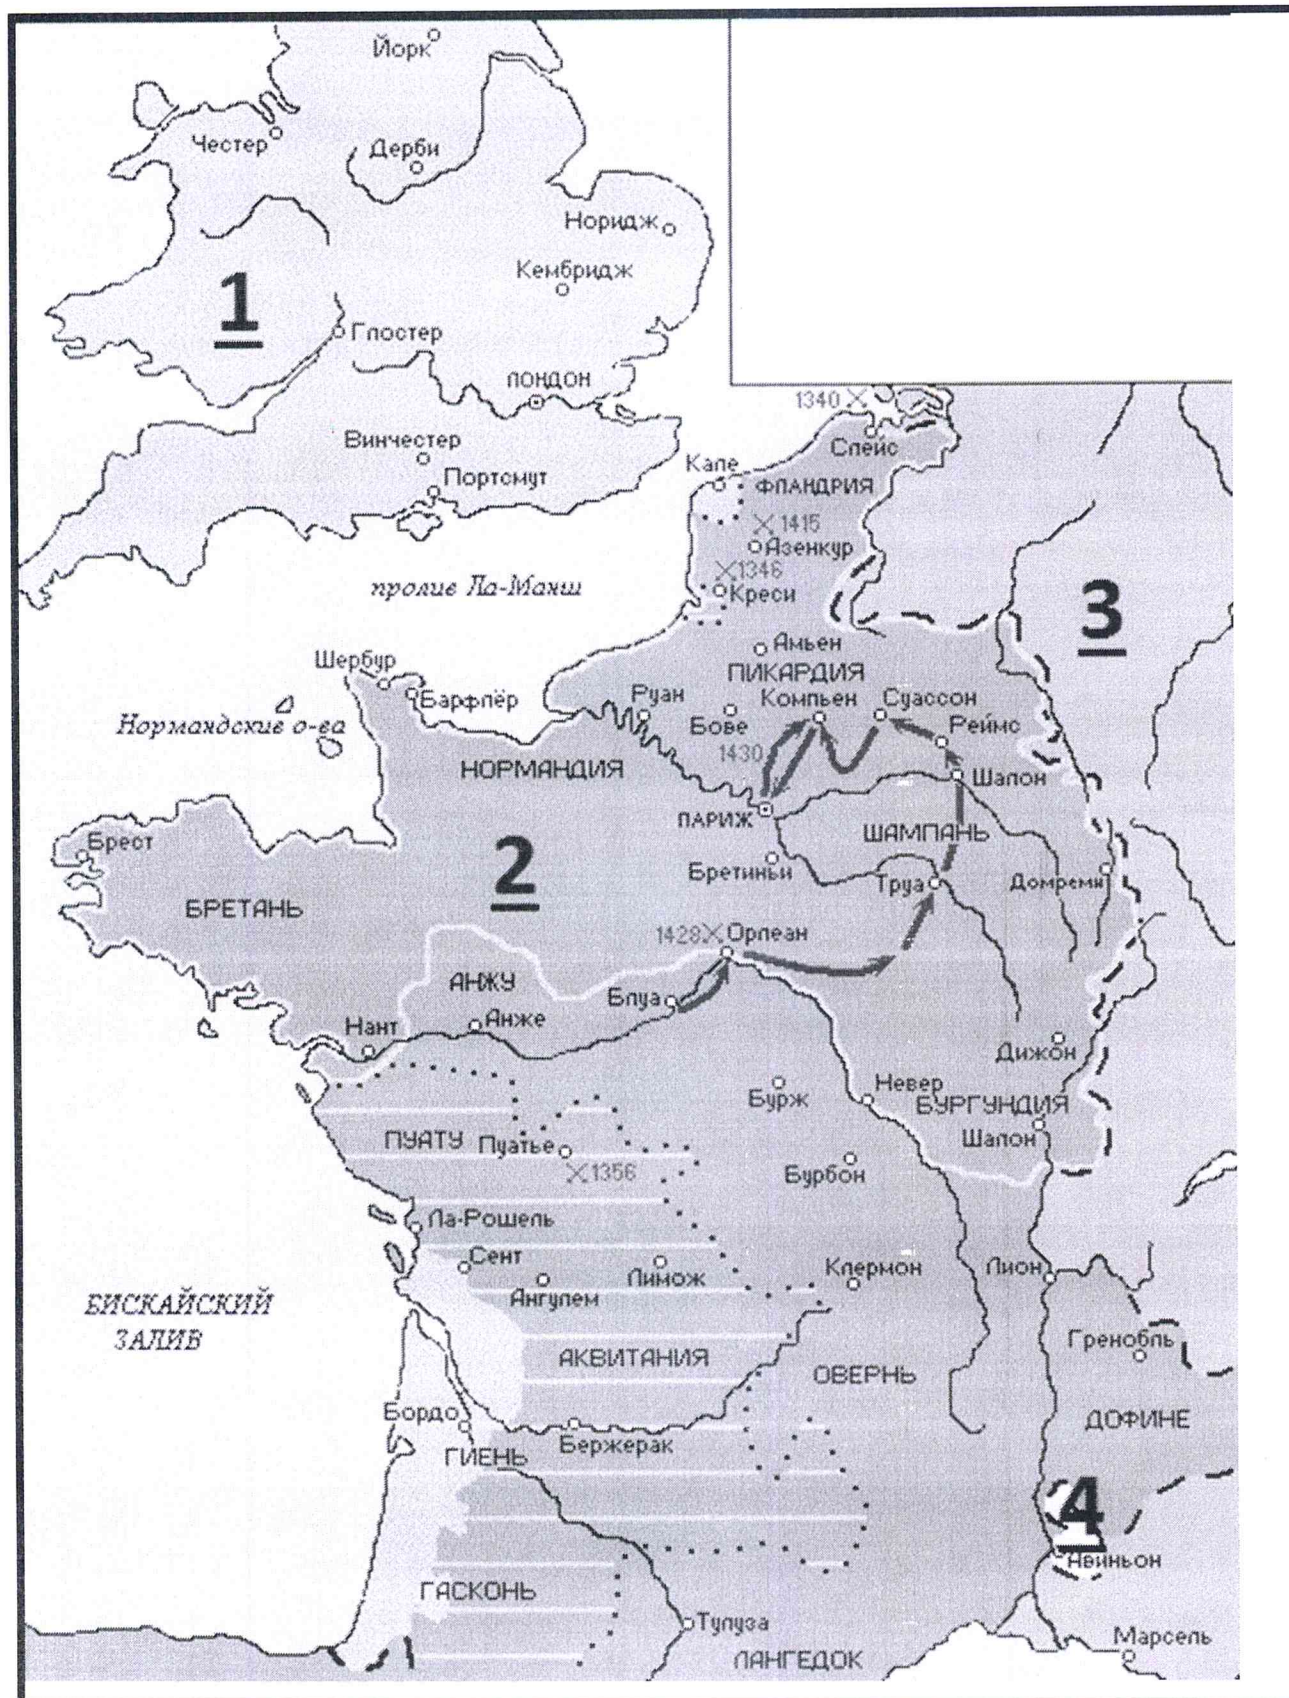 Йорк
Честер
Дерби
Норидж
Кембридж
1
Глостер
ЛОНДОН
1340
Винчестер
Слейс
Портсмут
Кале
ФЛАНДРИЯ
1415
Азенкур
пролив Ла-Манш
1346
Креси
3
Амьен
Шербур
ПИКАРДИЯ
Барфлёр
Руан
Компьен
Суассон
Нормандские о-ва
Бове
Реймс
1430
НОРМАНДИЯ
Шалон
ПАРИЖ
ШАМПАНЬ
Брест
2
Бретиньи
Труа
Домреми
БРЕТАНЬ
1428
Орлеан
АНЖУ
Блуа
Нант
Анже
Дижон
Бурж
Невер
БУРГУНДИЯ
ПУАТУ
Пуатье
Шалон
1356
Бурбон
Ла-Рошель
Сент
Лимож
Клермон
Лион
Ангулем
БИСКАЙСКИЙ
ЗАЛИВ
Гренобль
АКВИТАНИЯ
ОВЕРНЬ
Бордо
ДОФИНЕ
Бержерак
ГИЕНЬ
4
Авиньон
ГАСКОНЬ
Тулуза
Марсель
ЛАНГЕДОК